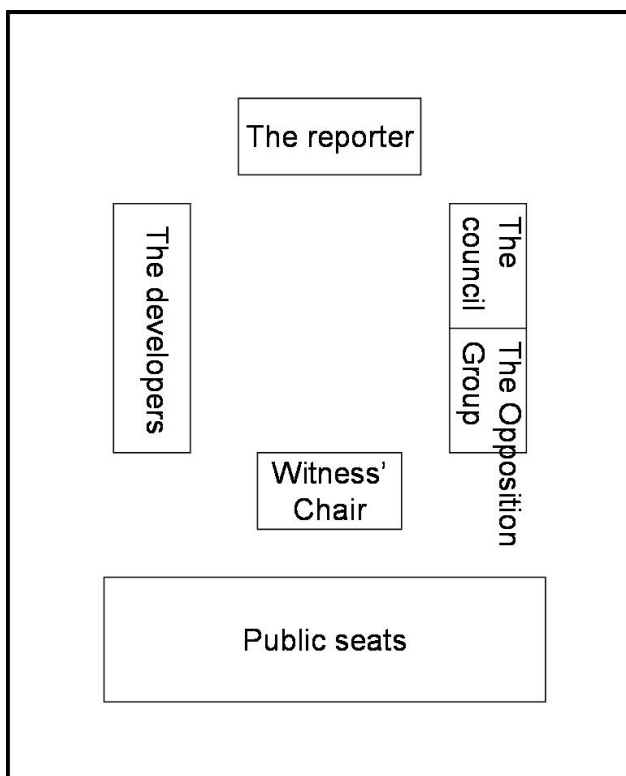 The reporter
The developers
The
council
The Opposition
Group
Witness’
Chair
Public seats